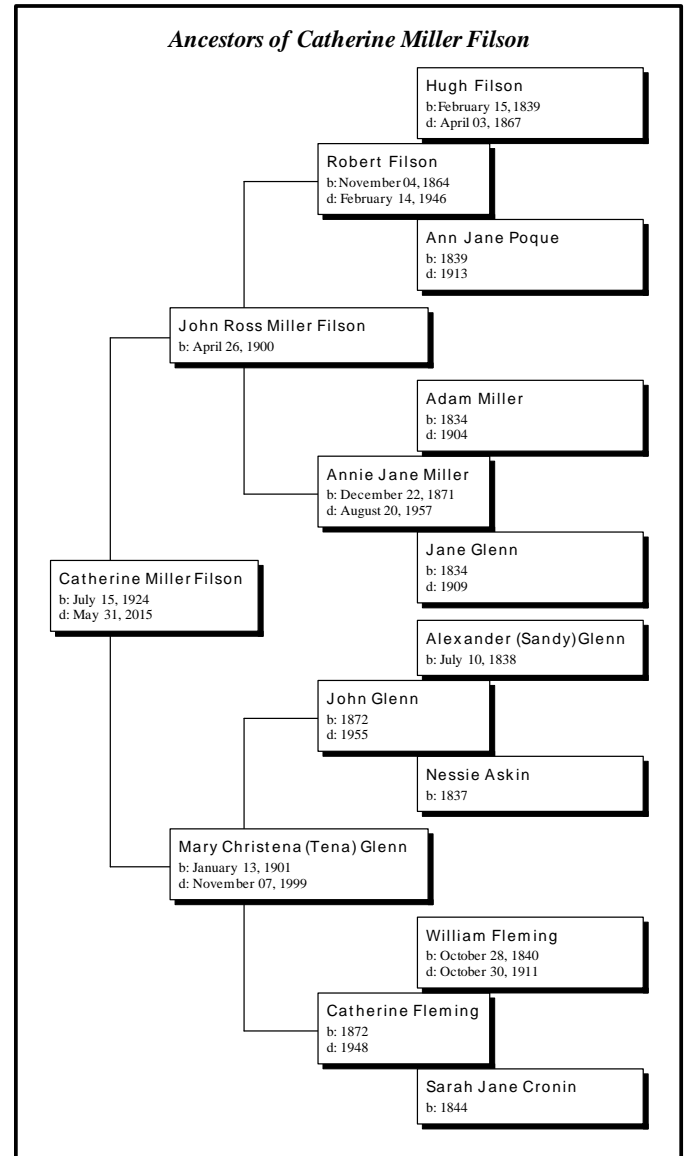 Ancestors of Catherine Miller Filson
Hugh Filson
b: February 15, 1839
d: April 03, 1867
Robert Filson
b: November 04, 1864
d: February 14, 1946
Ann Jane Poque
b: 1839
d: 1913
John Ross Miller Filson
b: April 26, 1900
Adam Miller
b: 1834
d: 1904
Annie Jane Miller
b: December 22, 1871
d: August 20, 1957
Jane Glenn
b: 1834
d: 1909
Catherine Miller Filson
b: July 15, 1924
d: May 31, 2015
Alexander (Sandy) Glenn
b: July 10, 1838
John Glenn
b: 1872
d: 1955
Nessie Askin
b: 1837
Mary Christena (Tena) Glenn
b: January 13, 1901
d: November 07, 1999
William Fleming
b: October 28, 1840
d: October 30, 1911
Catherine Fleming
b: 1872
d: 1948
Sarah Jane Cronin
b: 1844